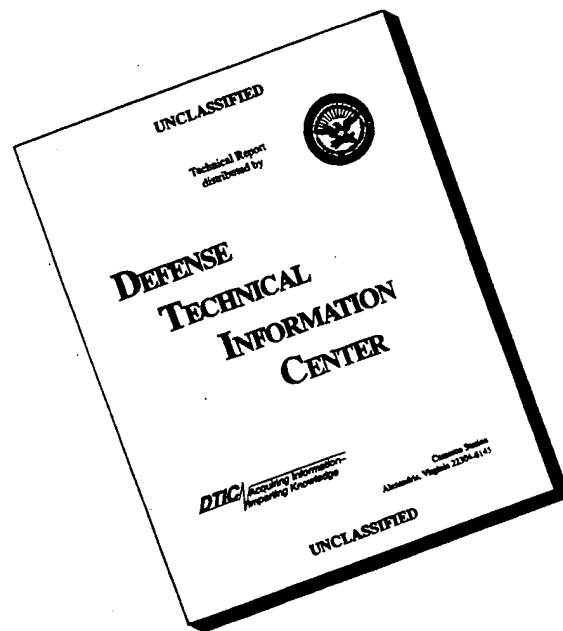 UNCLASSIFIED
Technical Report
distributed by
DEFENSE
TECHNICAL
INFORMATION
CENTER
DTIC Acquiring Information–
Imparting Knowledge
Cameron Station
Alexandria, Virginia 22304-6145
UNCLASSIFIED